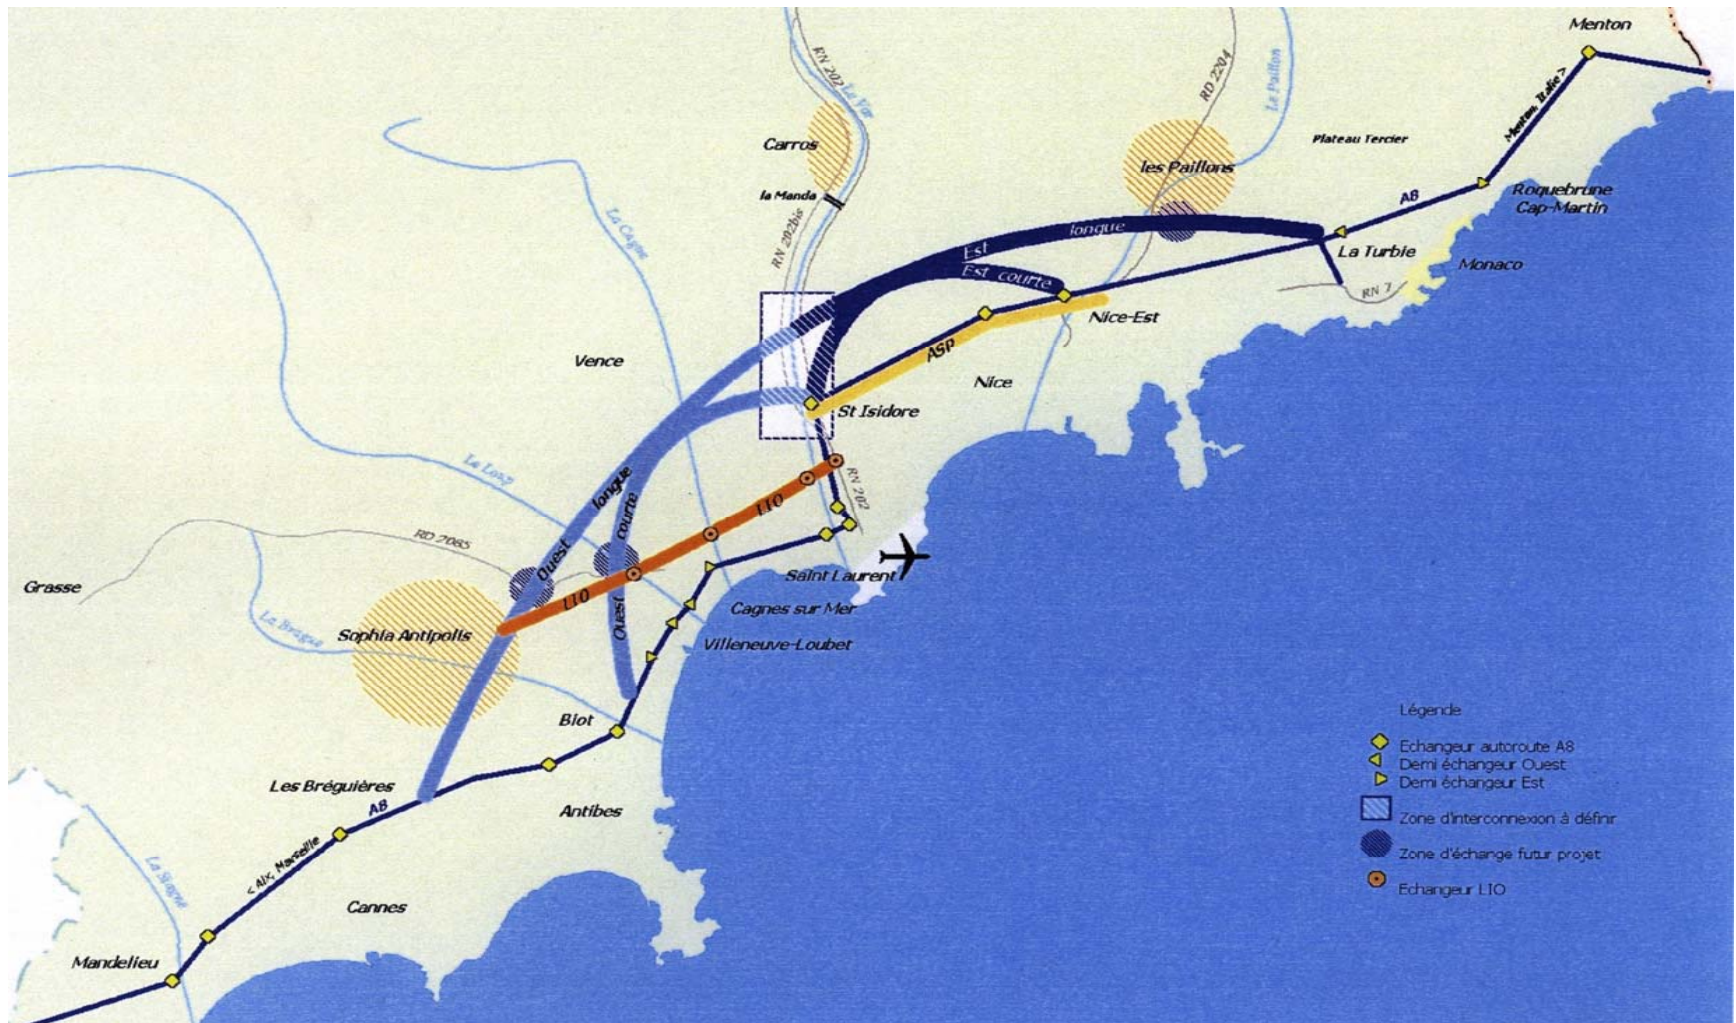 Menton
RN 202
Le Var
RD 2204
Le Paillon
Menton, Italie >
Carros
les Paillons
Plateau Tercier
la Manda
A8
Roquebrune
Cap-Martin
La Cagne
RN 202bis
Est
longue
La Turbie
Monaco
Est courte
RN 7
Nice-Est
Vence
ASP
Nice
St Isidore
Le Loup
longue
courte
LIO
RN 202
RD 2085
Ouest
Saint Laurent
Grasse
LIO
Ouest
Cagnes sur Mer
La Brague
Sophia Antipolis
Villeneuve-Loubet
Biot
Légende
Echangeur autoroute A8
Demi échangeur Ouest
Demi échangeur Est
Les Bréguières
A8
Antibes
Zone d'interconnexion à définir
< Aix, Marseille
Zone d'échange futur projet
La Siagne
Echangeur LIO
Cannes
Mandelieu